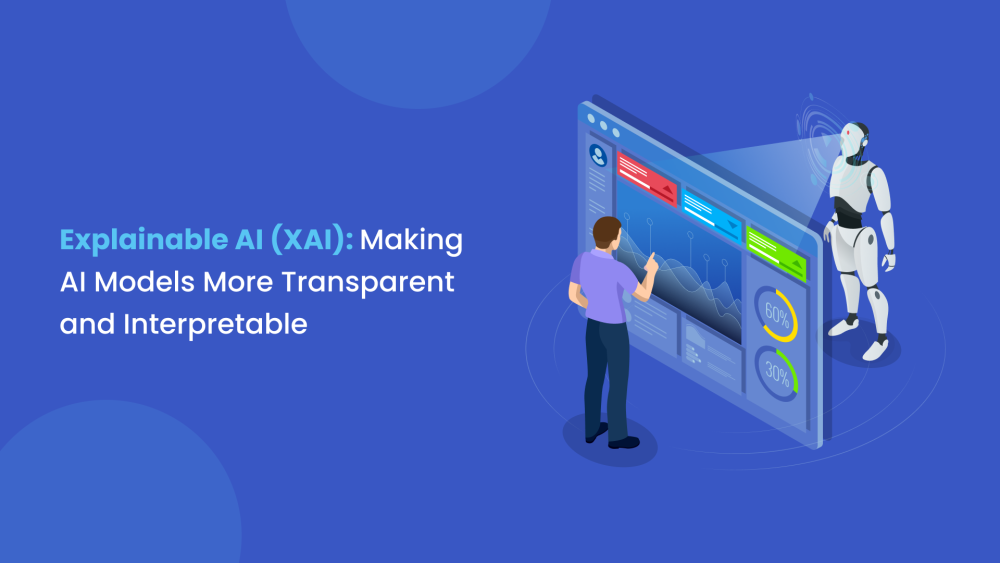 Explainable AI (XAI): Making
AI Models More Transparent
and Interpretable
60%
30%